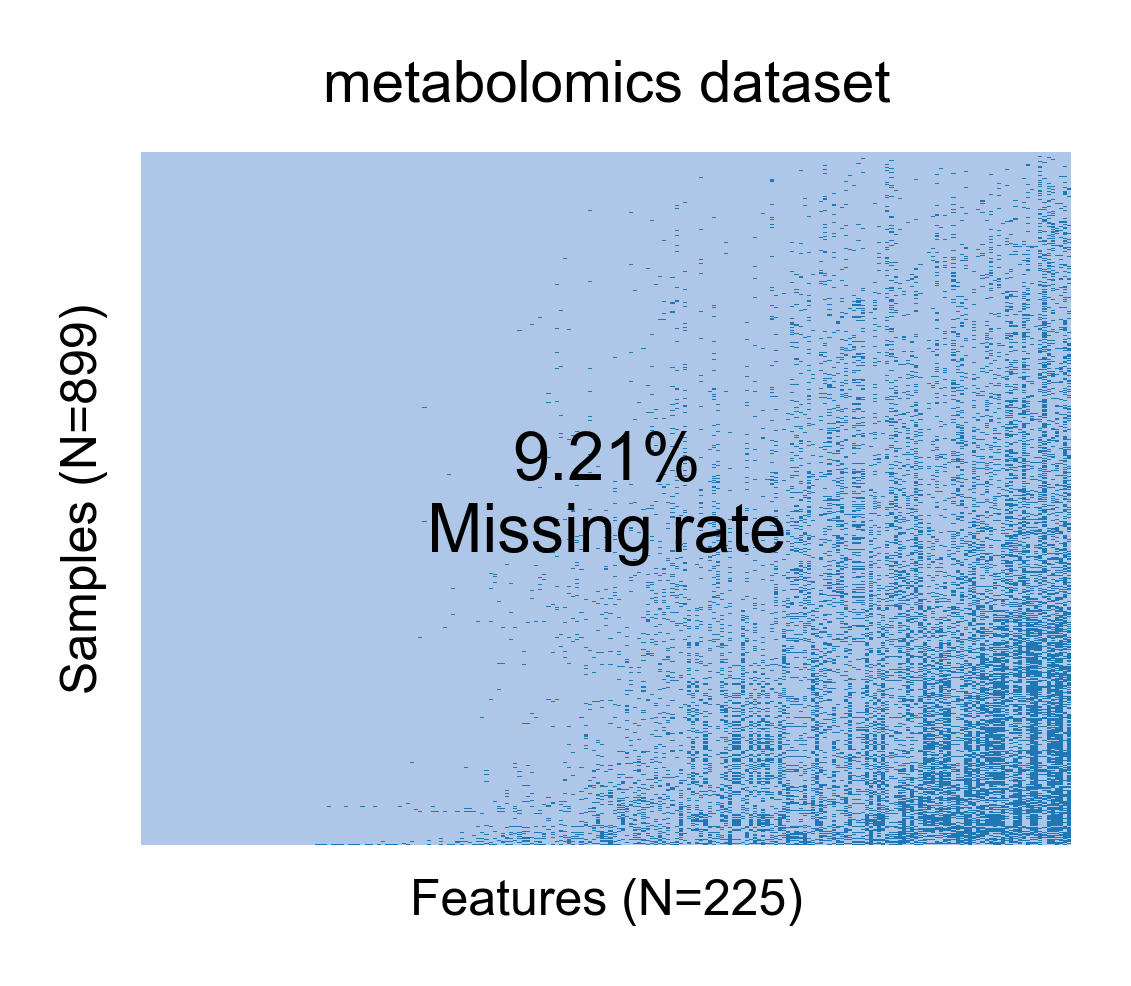 metabolomics dataset
Samples (N=899)
9.21%
Missing rate
Features (N=225)